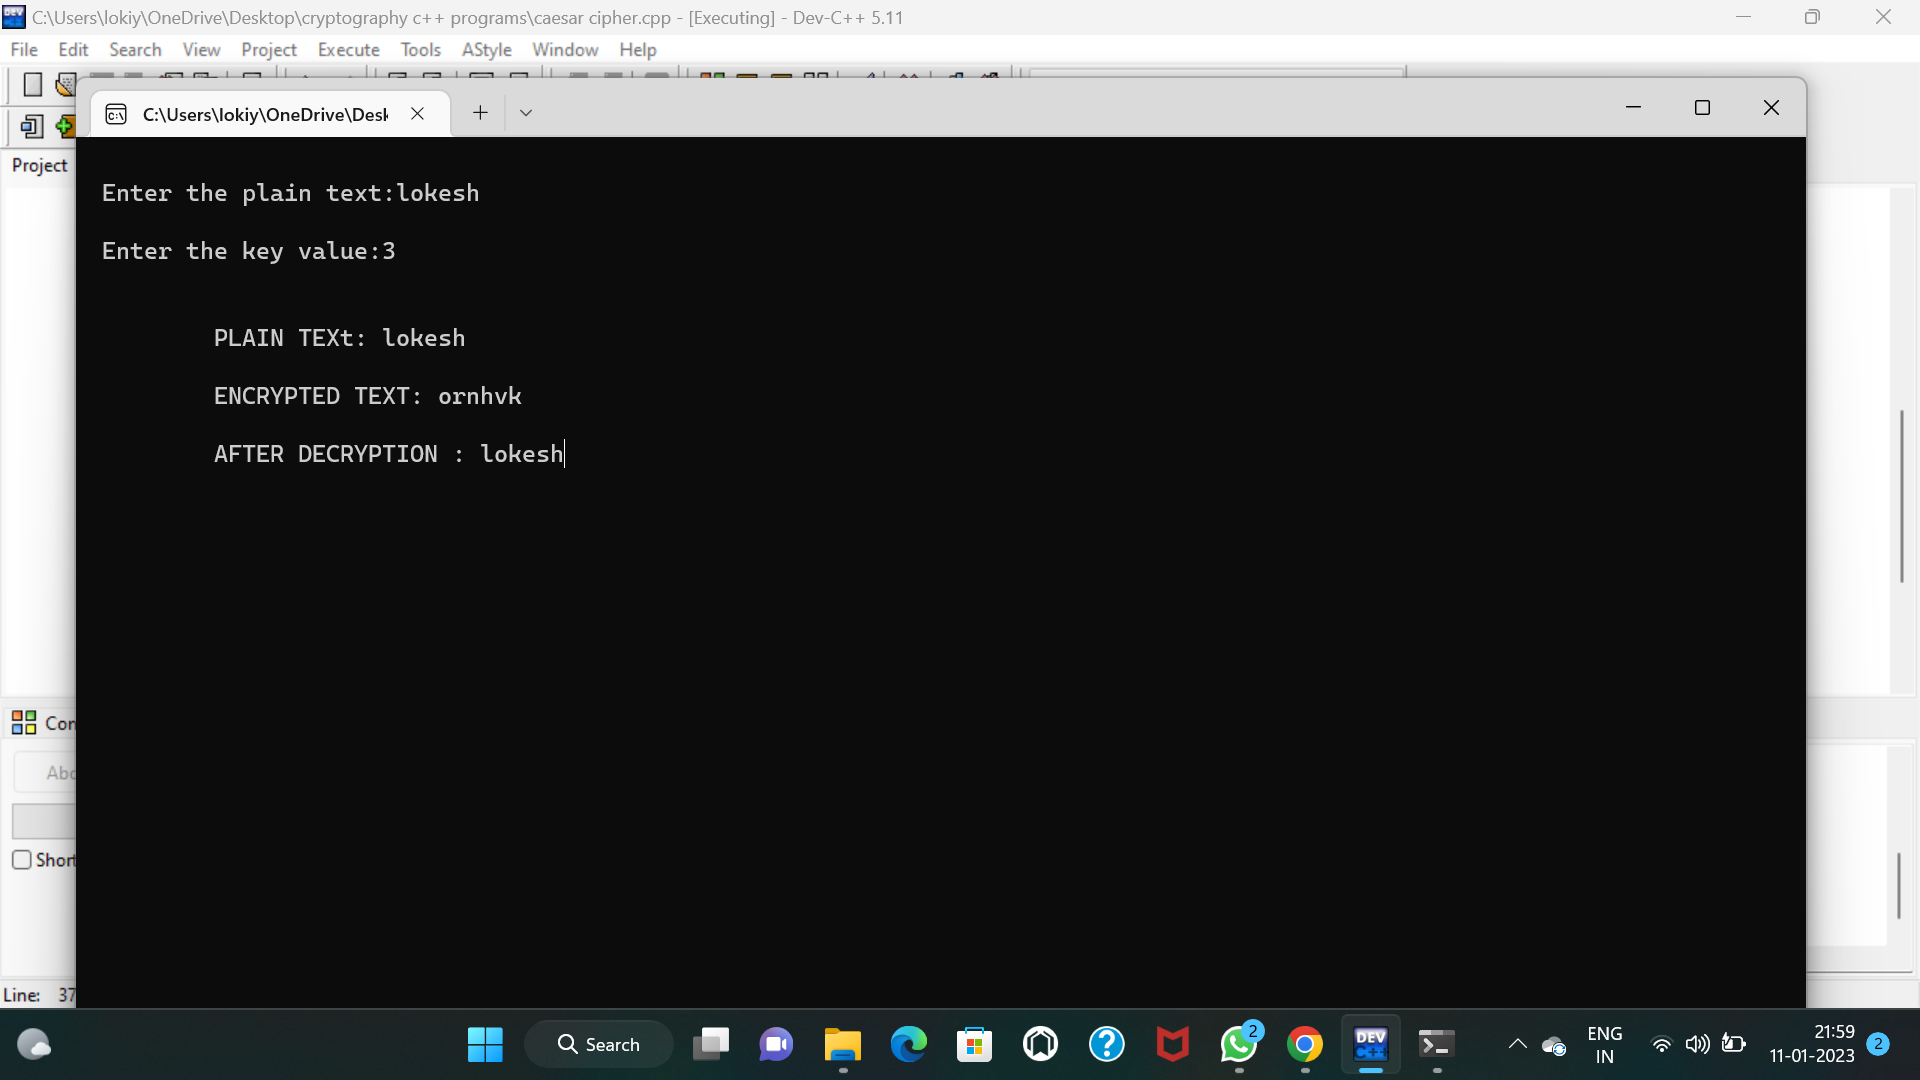 C:\Users\lokiy\OneDrive\Desktop\cryptography c++ programs\caesar cipher.cpp - [Executing] - Dev-C++ 5.11
File Edit Search View Project Execute Tools AStyle Window Help
C:\Users\lokiy\OneDrive\Desk
Project
Enter the plain text:lokesh
Enter the key value:3
PLAIN TEXt: lokesh
ENCRYPTED TEXT: ornhvk
AFTER DECRYPTION : lokesh
Com
Abo
Short
Line: 37
Search
DEV C++
2
ENG
IN
21:59
11-01-2023
2